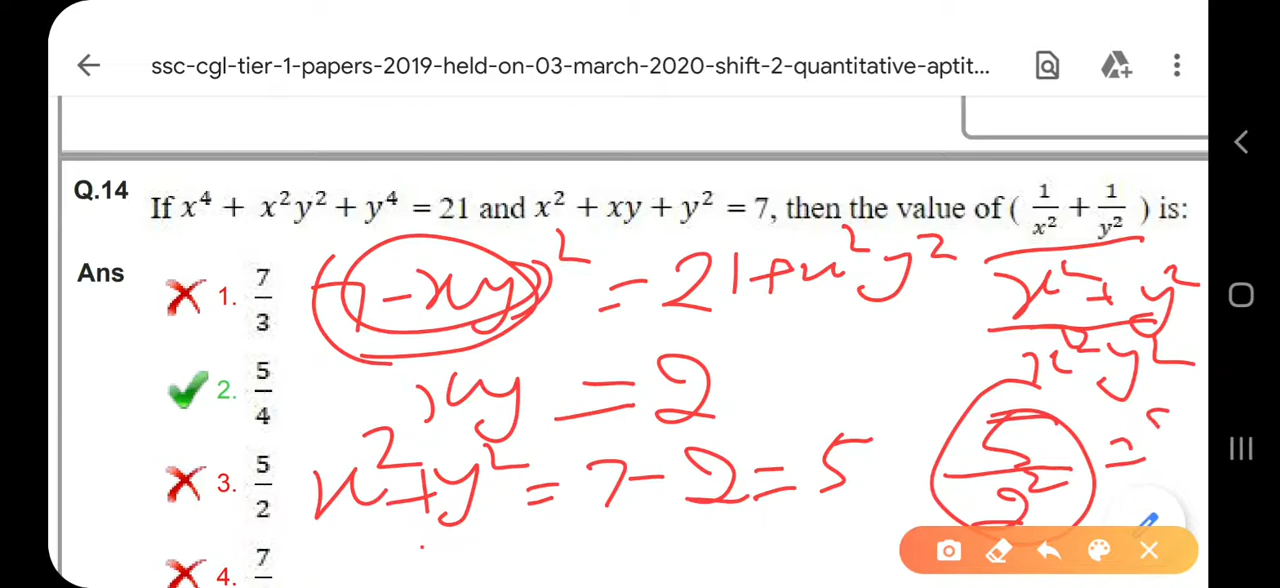 ssc-cgl-tier-1-papers-2019-held-on-03-march-2020-shift-2-quantitative-aptit...
Q.14 If x⁴ + x²y² + y⁴ = 21 and x² + xy + y² = 7, then the value of ( 1/x² + 1/y² ) is:
Ans
1. 7/3
2. 5/4
3. 5/2
4. 7
(7 - xy)² = 21 + x²y²
xy = 2
x² + y² = 7 - 2 = 5
x² + y²
x²y²
5/2² =